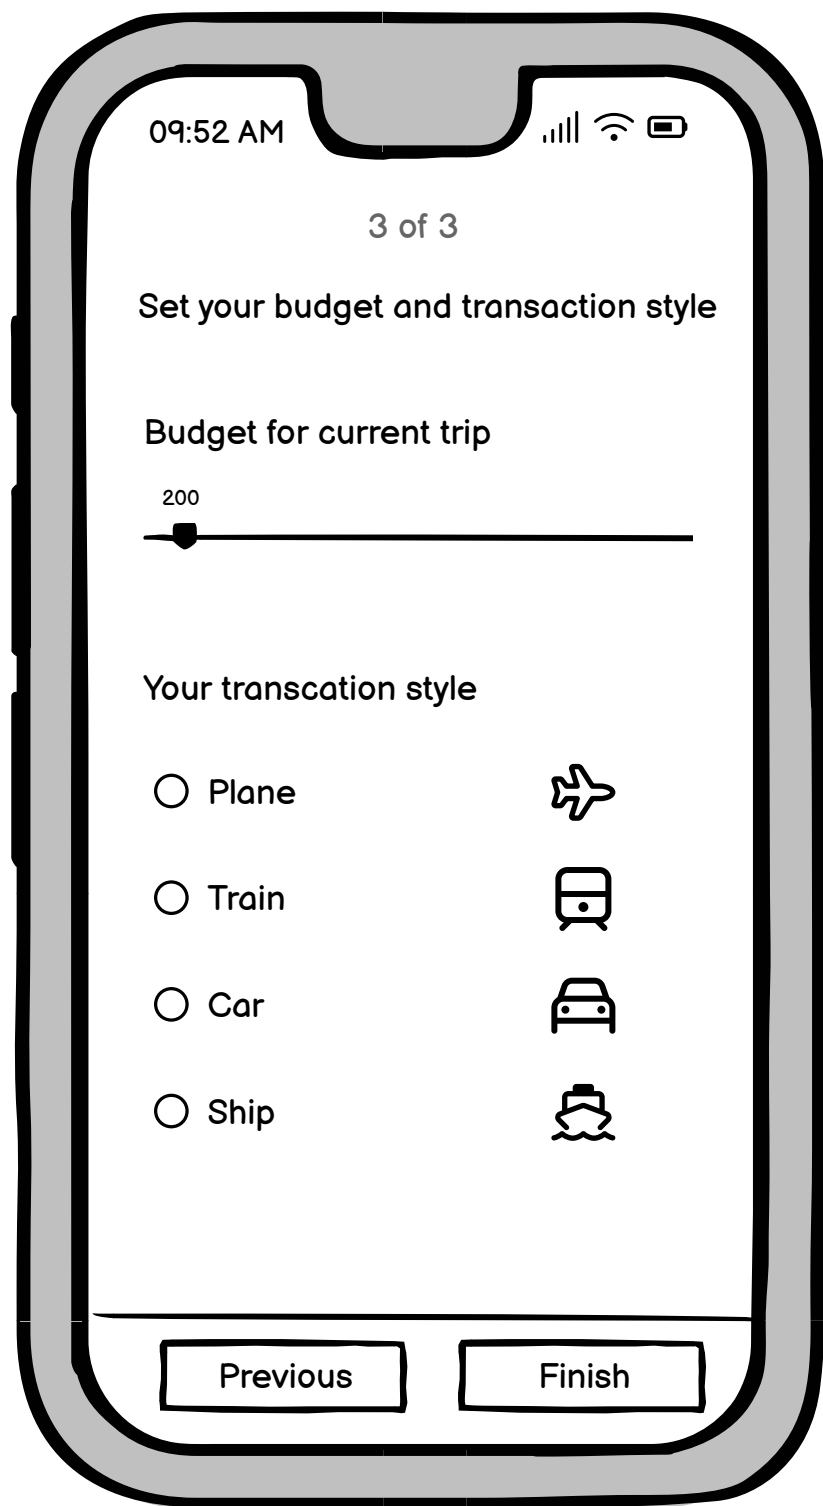 09:52 AM
3 of 3
Set your budget and transaction style
Budget for current trip
200
Your transcation style
Plane
Train
Car
Ship
Previous
Finish